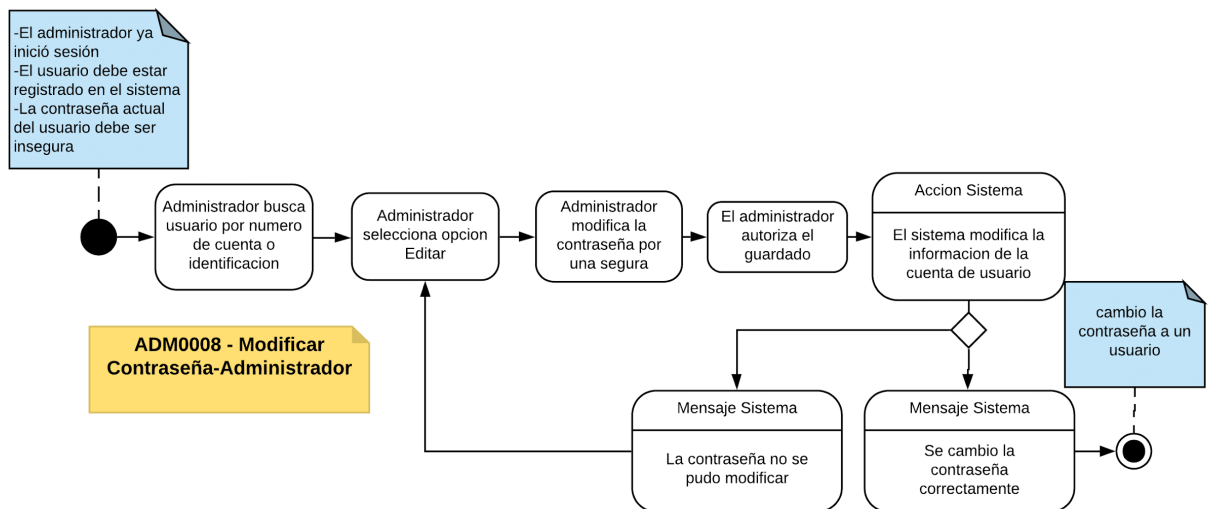 -El administrador ya
inició sesión
-El usuario debe estar
registrado en el sistema
-La contraseña actual
del usuario debe ser
insegura
Administrador busca
usuario por numero
de cuenta o
identificacion
Administrador
selecciona opcion
Editar
Administrador
modifica la
contraseña por
una segura
El administrador
autoriza el
guardado
Accion Sistema
El sistema modifica la
informacion de la
cuenta de usuario
cambio la
contraseña a un
usuario
ADM0008 - Modificar
Contraseña-Administrador
Mensaje Sistema
La contraseña no se
pudo modificar
Mensaje Sistema
Se cambio la
contraseña
correctamente